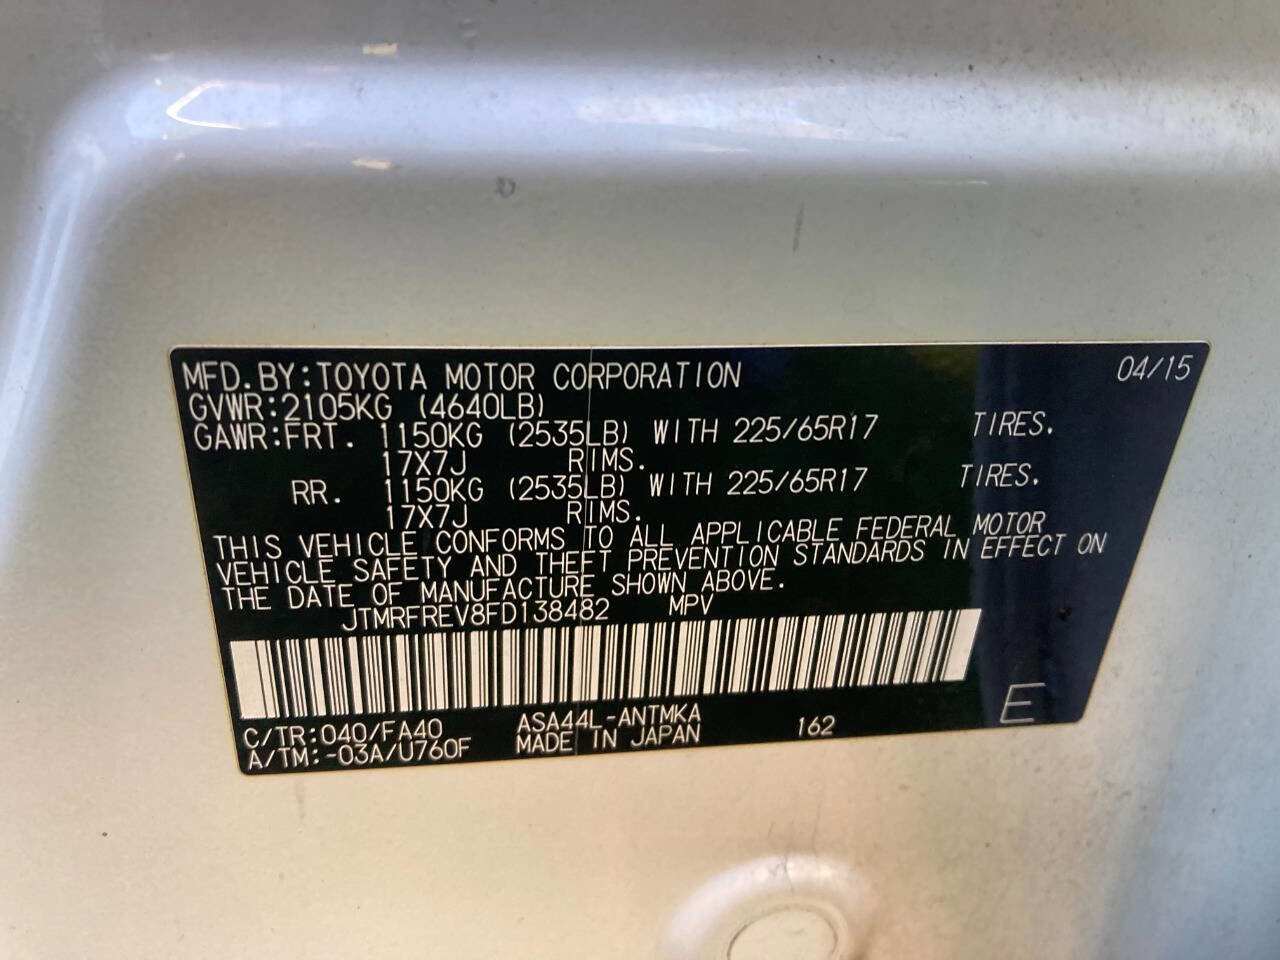 MFD. BY: TOYOTA MOTOR CORPORATION 04/15
GVWR: 2105KG (4640LB)
GAWR: FRT. 1150KG (2535LB) WITH 225/65R17 TIRES.
17X7J RIMS.
RR. 1150KG (2535LB) WITH 225/65R17 TIRES.
17X7J RIMS.
THIS VEHICLE CONFORMS TO ALL APPLICABLE FEDERAL MOTOR
VEHICLE SAFETY AND THEFT PREVENTION STANDARDS IN EFFECT ON
THE DATE OF MANUFACTURE SHOWN ABOVE.
JTMRFREV8FD138482 MPV
C/TR: 040/FA40 ASA44L-ANTMKA 162 E
A/TM: -03A/U760F MADE IN JAPAN